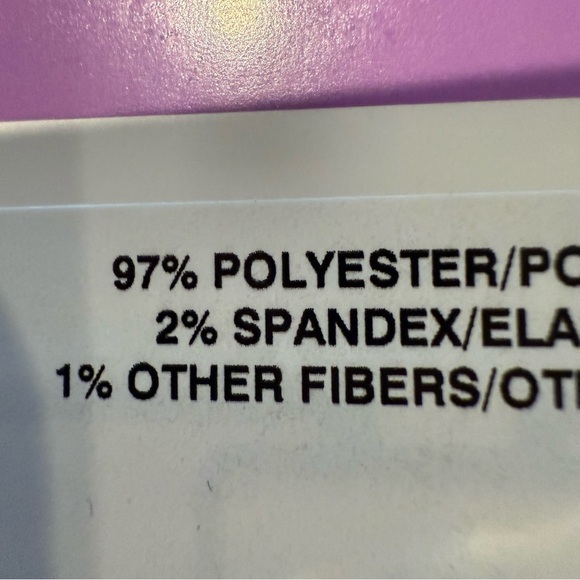 97% POLYESTER/PO
2% SPANDEX/ELA
1% OTHER FIBERS/OT